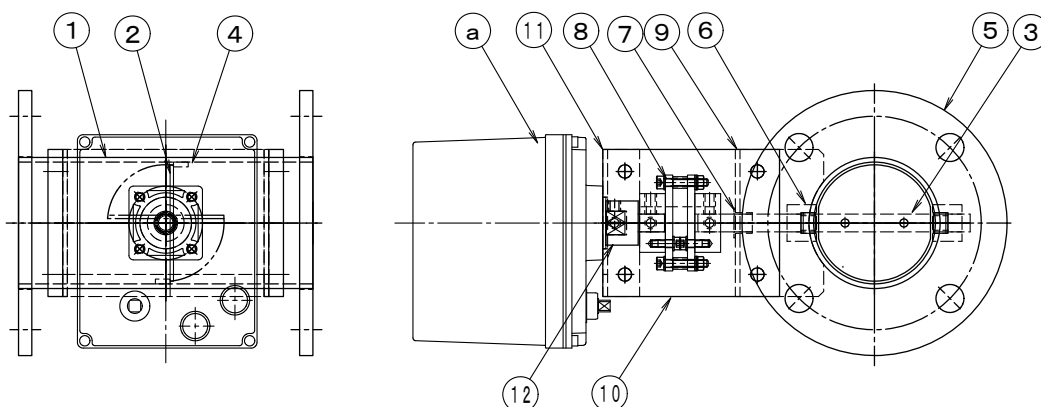 ① ② ④ a ⑪ ⑧ ⑦ ⑨ ⑥ ⑤ ③
⑫ ⑩